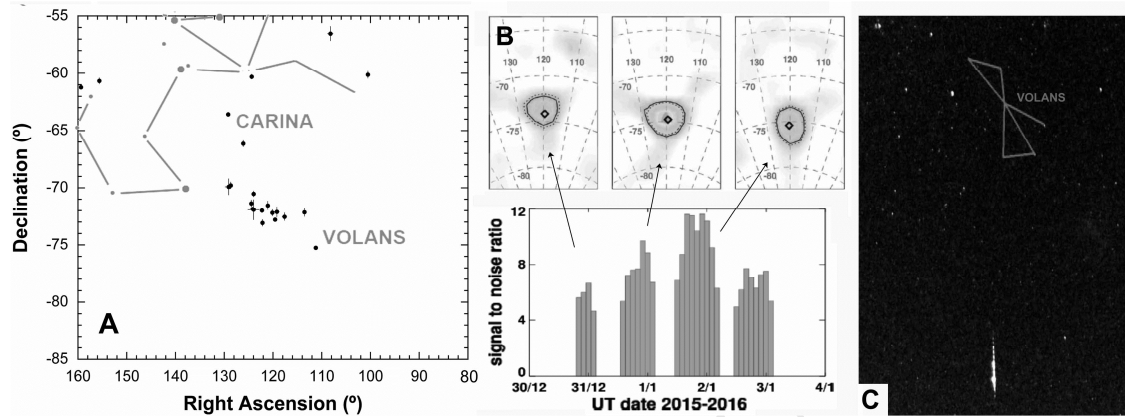 -55
-60
-65
-70
-75
-80
-85
Declination (º)
CARINA
VOLANS
A
160 150 140 130 120 110 100 90 80
Right Ascension (º)
B
130 120 110
-70
-75
-80
130 120 110
-70
-75
-80
130 120 110
-70
-75
-80
12
8
4
0
signal to noise ratio
30/12 31/12 1/1 2/1 3/1 4/1
UT date 2015-2016
VOLANS
C